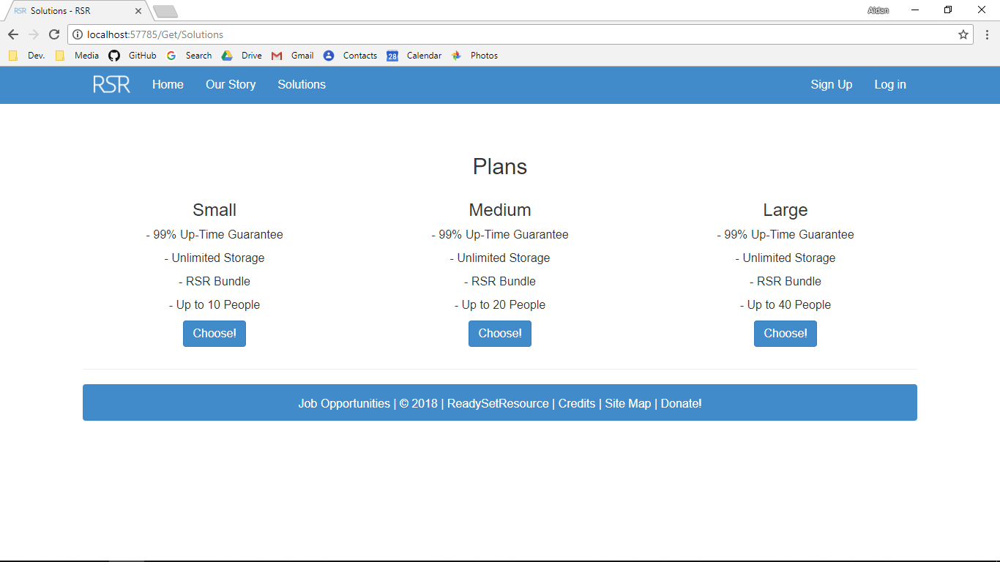 RSR Solutions - RSR
Aidan
localhost:57785/Get/Solutions
Dev. Media GitHub Search Drive Gmail Contacts 28 Calendar Photos
RSR Home Our Story Solutions Sign Up Log in
Plans
Small
- 99% Up-Time Guarantee
- Unlimited Storage
- RSR Bundle
- Up to 10 People
Choose!
Medium
- 99% Up-Time Guarantee
- Unlimited Storage
- RSR Bundle
- Up to 20 People
Choose!
Large
- 99% Up-Time Guarantee
- Unlimited Storage
- RSR Bundle
- Up to 40 People
Choose!
Job Opportunities | © 2018 | ReadySetResource | Credits | Site Map | Donate!